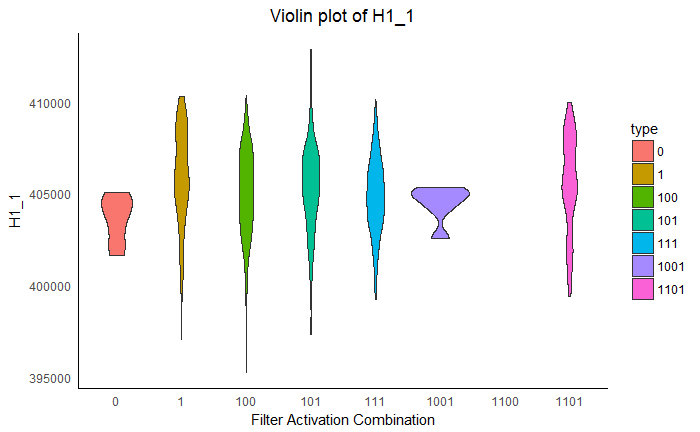 Violin plot of H1_1
H1_1
410000
405000
400000
395000
0 1 100 101 111 1001 1100 1101
Filter Activation Combination
type
0
1
100
101
111
1001
1101